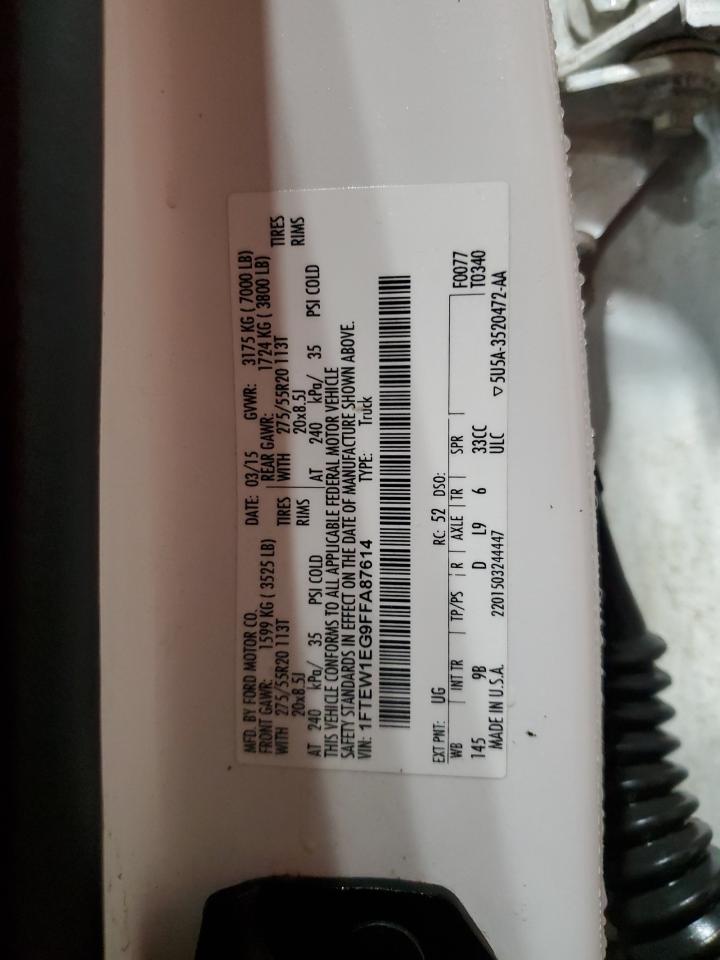 MFD. BY FORD MOTOR CO. DATE: 03/15 GVWR: 3175 KG ( 7000 LB)
FRONT GAWR: 1599 KG ( 3525 LB) REAR GAWR: 1724 KG ( 3800 LB)
WITH 275/55R20 113T TIRES WITH 275/55R20 113T TIRES
20x8.5J RIMS 20x8.5J RIMS
AT 240 kPa/ 35 PSI COLD AT 240 kPa/ 35 PSI COLD
THIS VEHICLE CONFORMS TO ALL APPLICABLE FEDERAL MOTOR VEHICLE
SAFETY STANDARDS IN EFFECT ON THE DATE OF MANUFACTURE SHOWN ABOVE.
VIN: 1FTEW1EG9FFA87614 TYPE: Truck
EXT PNT: UG RC: 52 DSO: F0077
WB INT TR TP/PS R AXLE TR SPR T0340
145 9B D L9 6 33CC
MADE IN U.S.A. 2201503244447 ULC ▽5U5A-3520472-AA